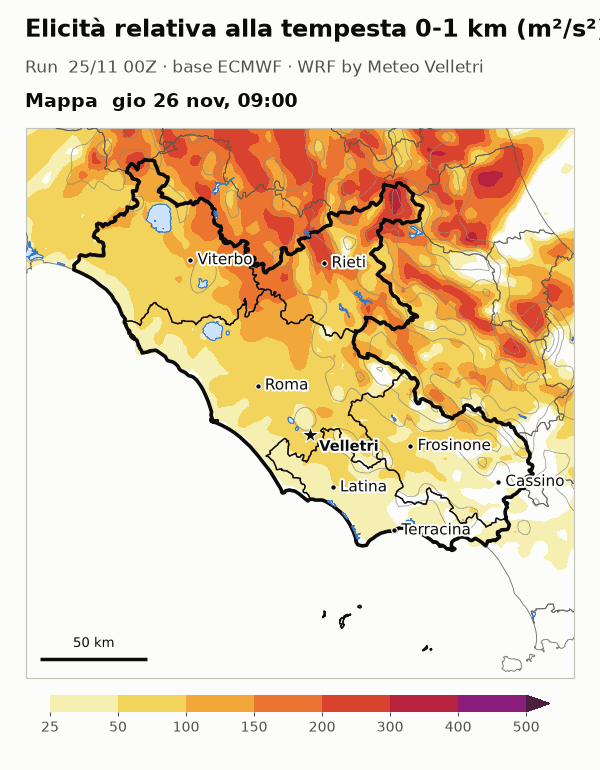 Elicità relativa alla tempesta 0-1 km (m²/s²)
Run  25/11 00Z · base ECMWF · WRF by Meteo Velletri
Mappa  gio 26 nov, 09:00
Viterbo
Rieti
Roma
Velletri
Frosinone
Latina
Cassino
Terracina
50 km
25 50 100 150 200 300 400 500